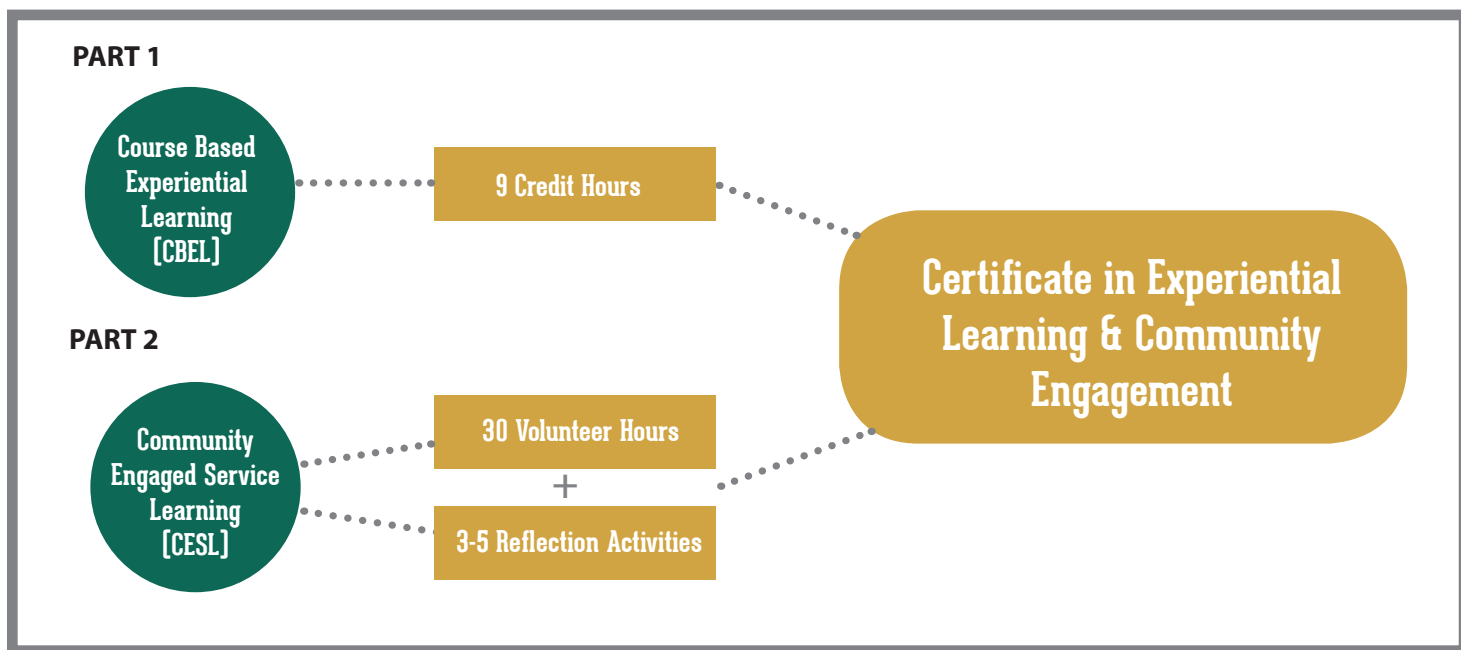 PART 1
Course Based
Experiential
Learning
(CBEL)
9 Credit Hours
PART 2
Community
Engaged Service
Learning
(CESL)
30 Volunteer Hours
+
3-5 Reflection Activities
Certificate in Experiential
Learning & Community
Engagement